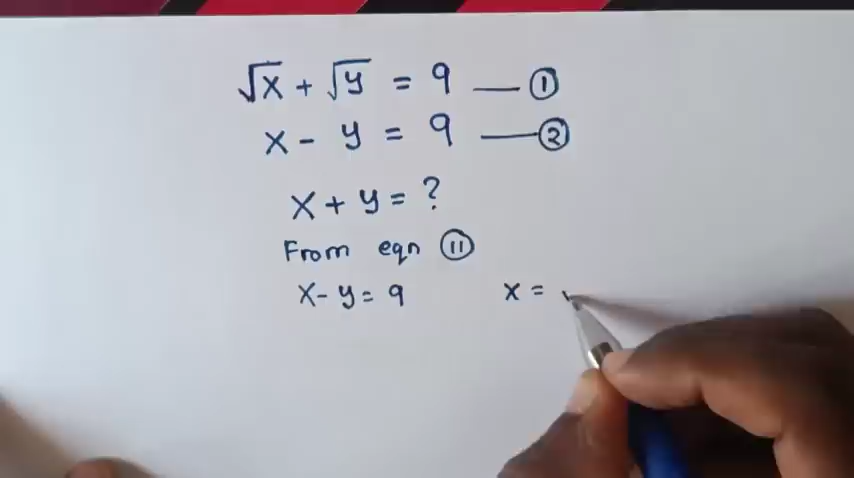 √x + √y = 9 — ①
x - y = 9 — ②
x + y = ?
From eqn ⑪
x - y = 9 x =